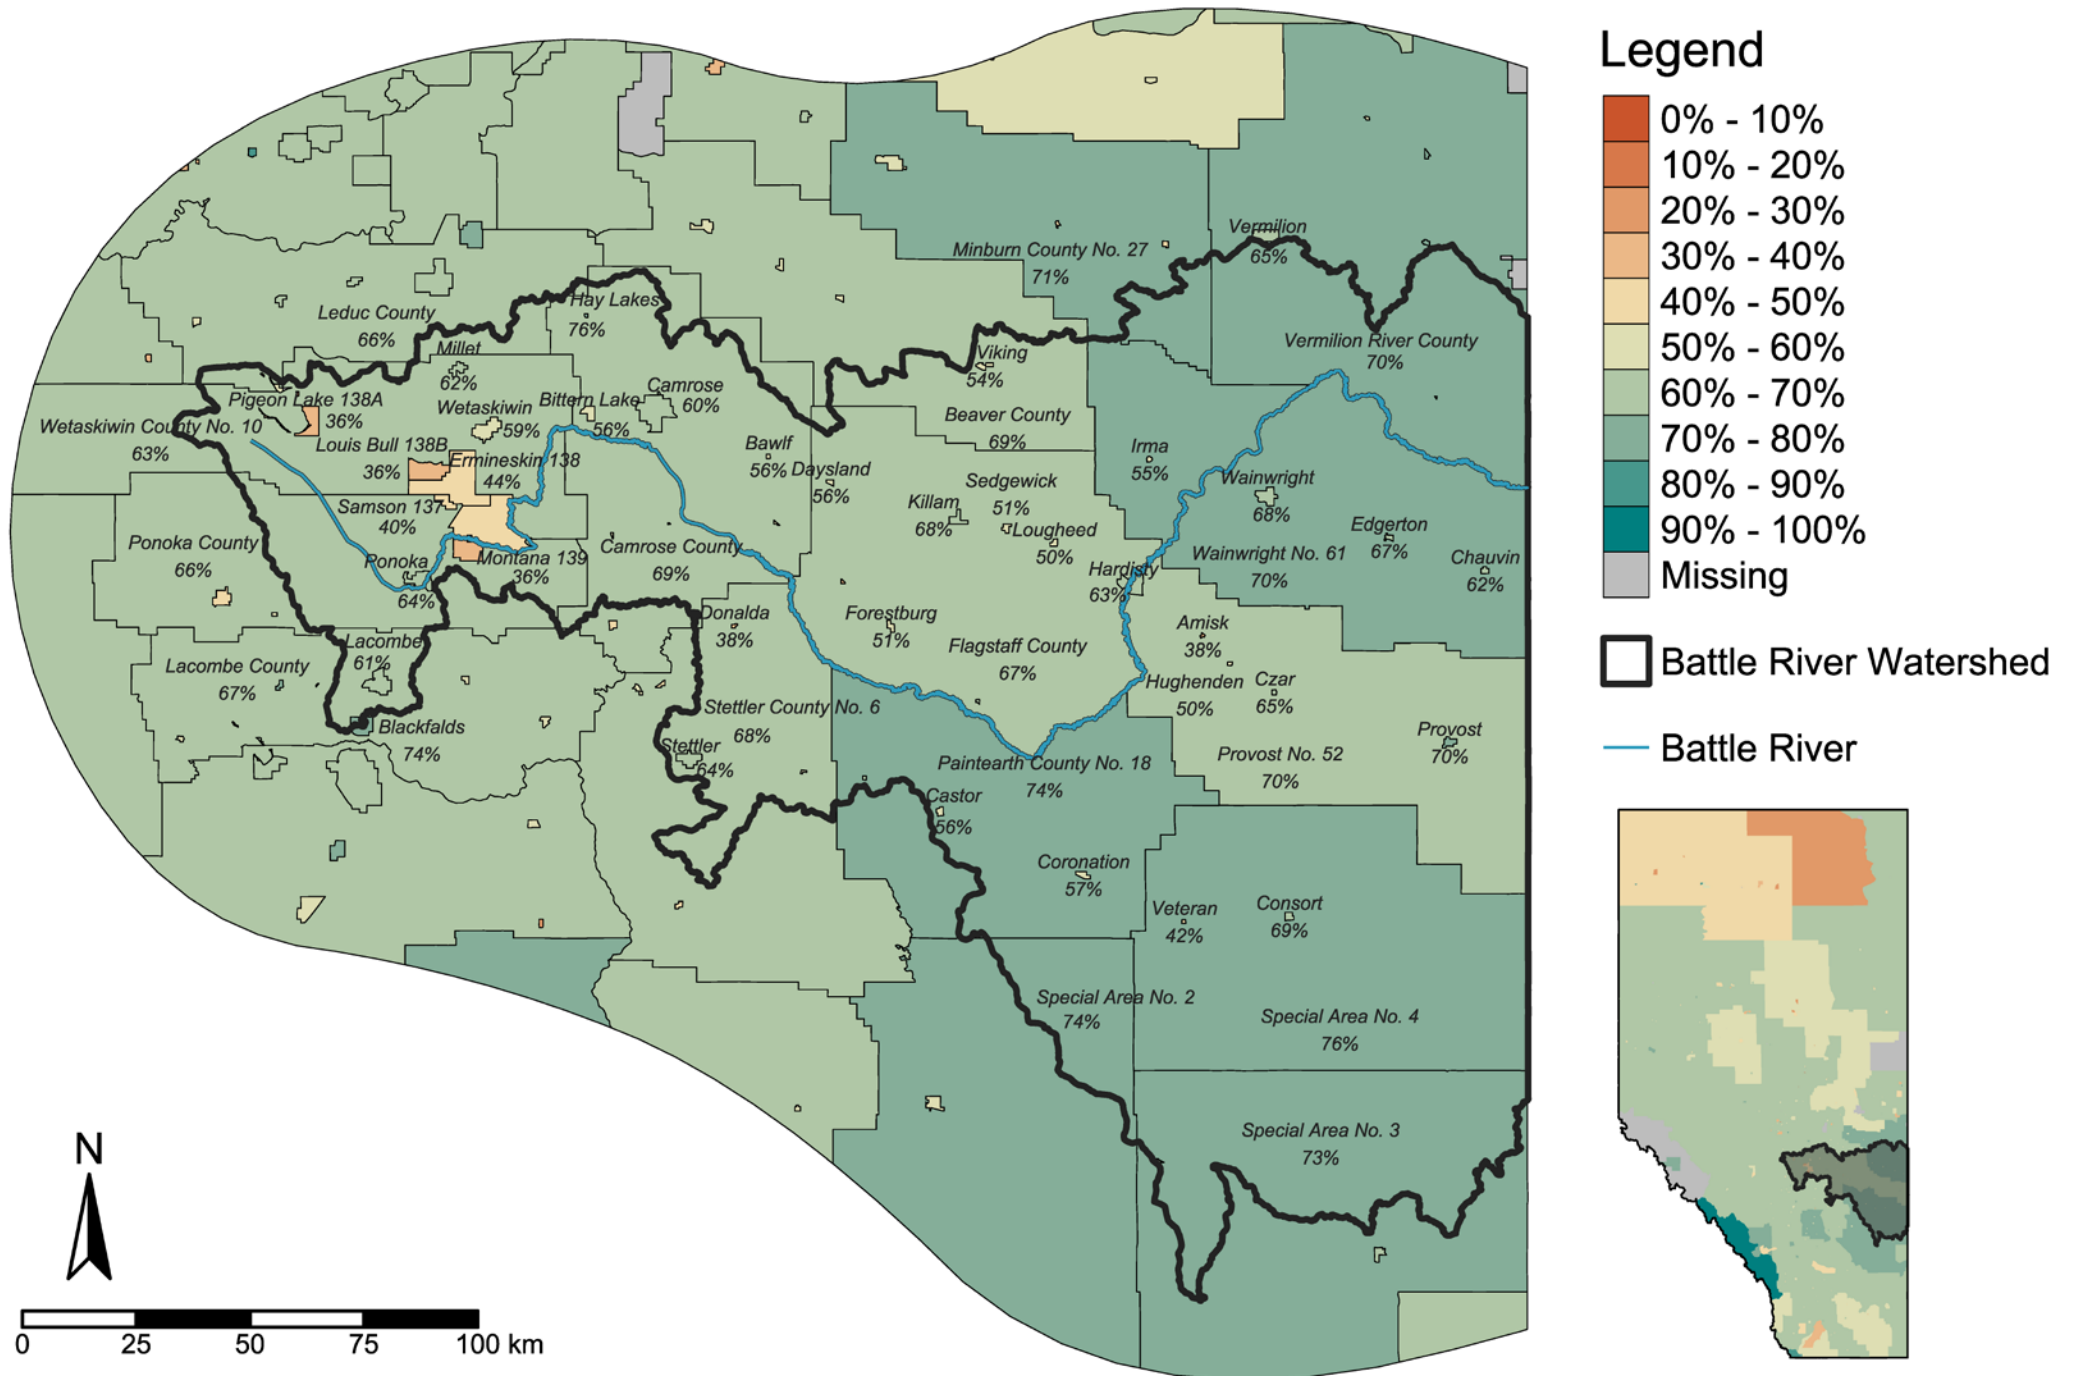 Legend
0% - 10%
10% - 20%
20% - 30%
30% - 40%
40% - 50%
50% - 60%
60% - 70%
70% - 80%
80% - 90%
90% - 100%
Missing
Battle River Watershed
Battle River
Vermilion
65%
Minburn County No. 27
71%
Leduc County
66%
Hay Lakes
76%
Vermilion River County
70%
Millet
62%
Viking
54%
Pigeon Lake 138A
36%
Wetaskiwin
59%
Bittern Lake
56%
Camrose
60%
Beaver County
69%
Wetaskiwin County No. 10
63%
Louis Bull 138B
36%
Ermineskin 138
44%
Bawlf
56%
Daysland
56%
Irma
55%
Sedgewick
51%
Wainwright
68%
Samson 137
40%
Killam
68%
Lougheed
50%
Edgerton
67%
Ponoka County
66%
Ponoka
64%
Montana 139
36%
Camrose County
69%
Hardisty
63%
Wainwright No. 61
70%
Chauvin
62%
Donalda
38%
Forestburg
51%
Amisk
38%
Lacombe
61%
Lacombe County
67%
Flagstaff County
67%
Hughenden
50%
Czar
65%
Blackfalds
74%
Stettler County No. 6
68%
Stettler
64%
Provost
70%
Paintearth County No. 18
74%
Provost No. 52
70%
Castor
56%
Coronation
57%
Veteran
42%
Consort
69%
Special Area No. 2
74%
Special Area No. 4
76%
Special Area No. 3
73%
N
0 25 50 75 100 km